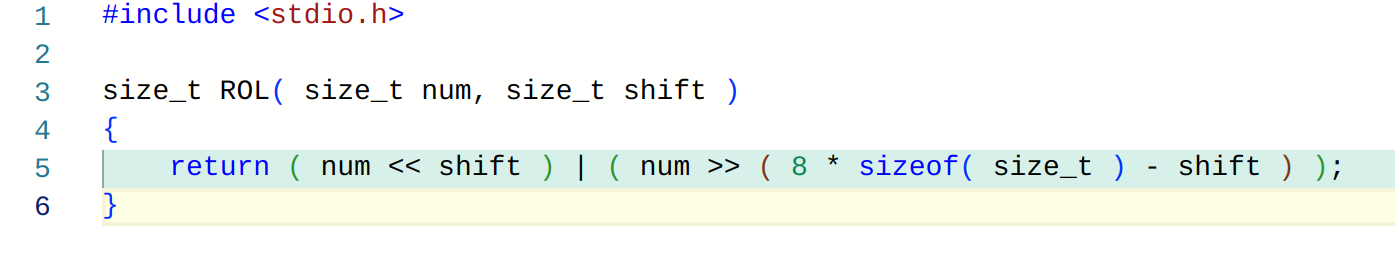 1 #include <stdio.h>
2
3 size_t ROL( size_t num, size_t shift )
4 {
5     return ( num << shift ) | ( num >> ( 8 * sizeof( size_t ) - shift ) );
6 }